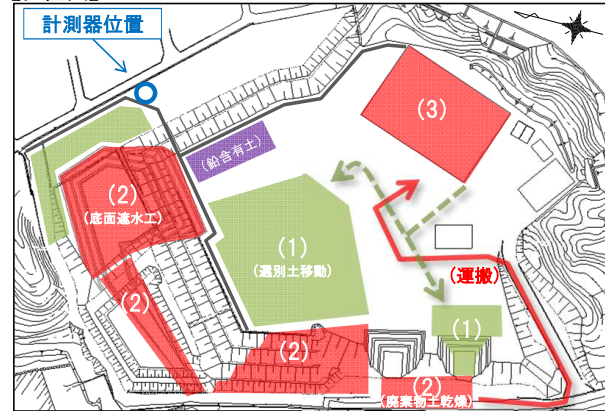 計測器位置
(3)
(鉛含有土)
(2)
(底面遮水工)
(1)
(選別土移動)
(運搬)
(2)
(1)
(2)
(2)
(廃棄物土乾燥)